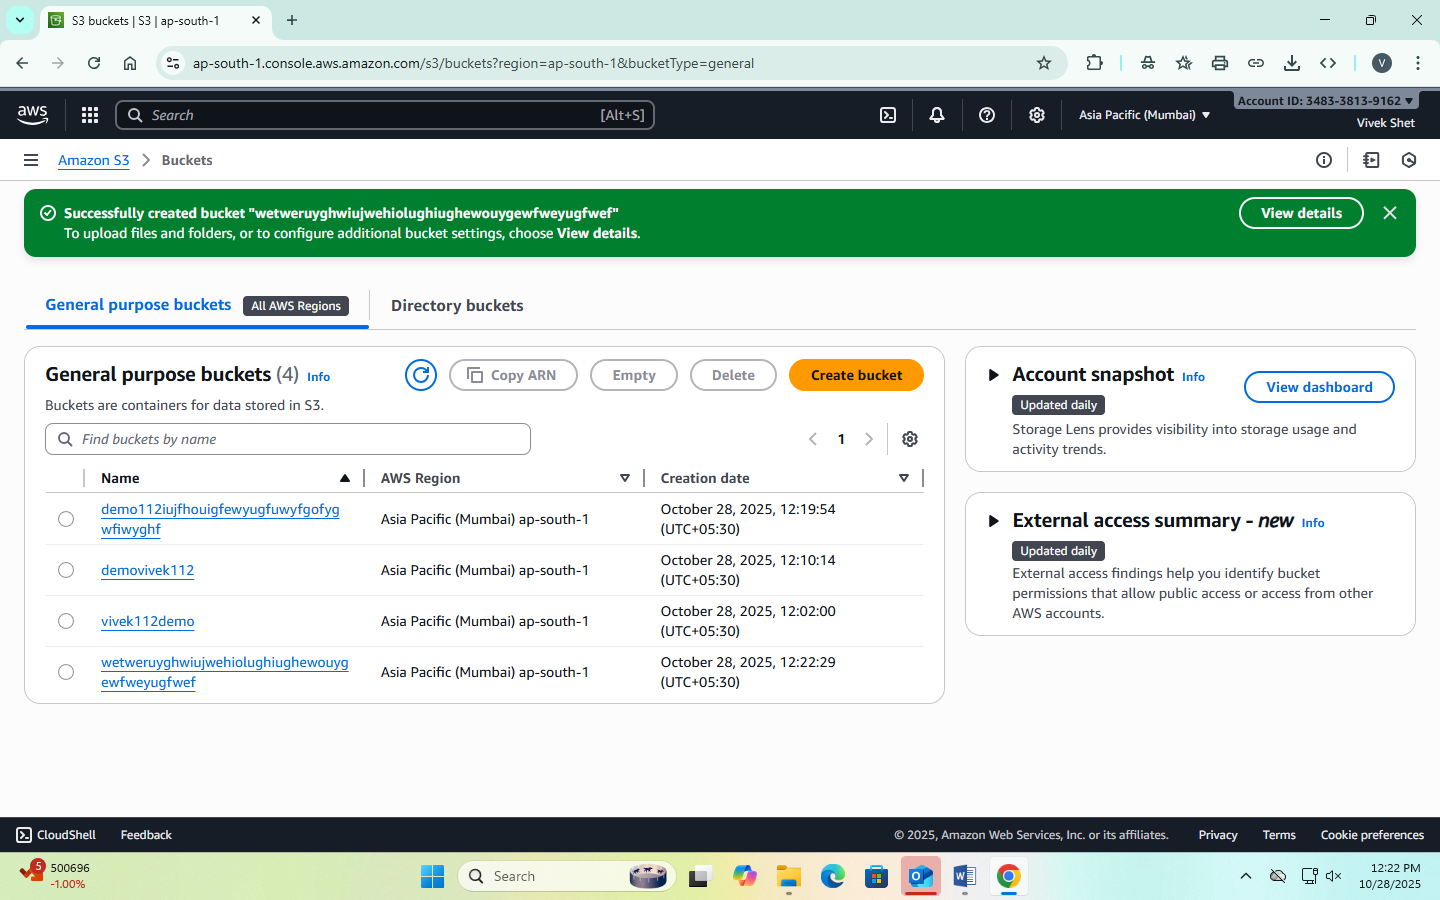 S3 buckets | S3 | ap-south-1
ap-south-1.console.aws.amazon.com/s3/buckets?region=ap-south-1&bucketType=general
V
aws
Search
[Alt+S]
Asia Pacific (Mumbai)
Account ID: 3483-3813-9162
Vivek Shet
Amazon S3
Buckets
Successfully created bucket "wetweruyghwiujwehiolughiughewouygewfweyugfwef"
To upload files and folders, or to configure additional bucket settings, choose View details.
View details
General purpose buckets
All AWS Regions
Directory buckets
General purpose buckets (4) Info
Copy ARN
Empty
Delete
Create bucket
Buckets are containers for data stored in S3.
Find buckets by name
1
Name
AWS Region
Creation date
demo112iujfhouigfewyugfuwyfgofyg
wfiwyghf
Asia Pacific (Mumbai) ap-south-1
October 28, 2025, 12:19:54
(UTC+05:30)
demovivek112
Asia Pacific (Mumbai) ap-south-1
October 28, 2025, 12:10:14
(UTC+05:30)
vivek112demo
Asia Pacific (Mumbai) ap-south-1
October 28, 2025, 12:02:00
(UTC+05:30)
wetweruyghwiujwehiolughiughewouyg
ewfweyugfwef
Asia Pacific (Mumbai) ap-south-1
October 28, 2025, 12:22:29
(UTC+05:30)
Account snapshot Info
View dashboard
Updated daily
Storage Lens provides visibility into storage usage and
activity trends.
External access summary - new Info
Updated daily
External access findings help you identify bucket
permissions that allow public access or access from other
AWS accounts.
CloudShell
Feedback
© 2025, Amazon Web Services, Inc. or its affiliates.
Privacy
Terms
Cookie preferences
5
500696
-1.00%
Search
12:22 PM
10/28/2025